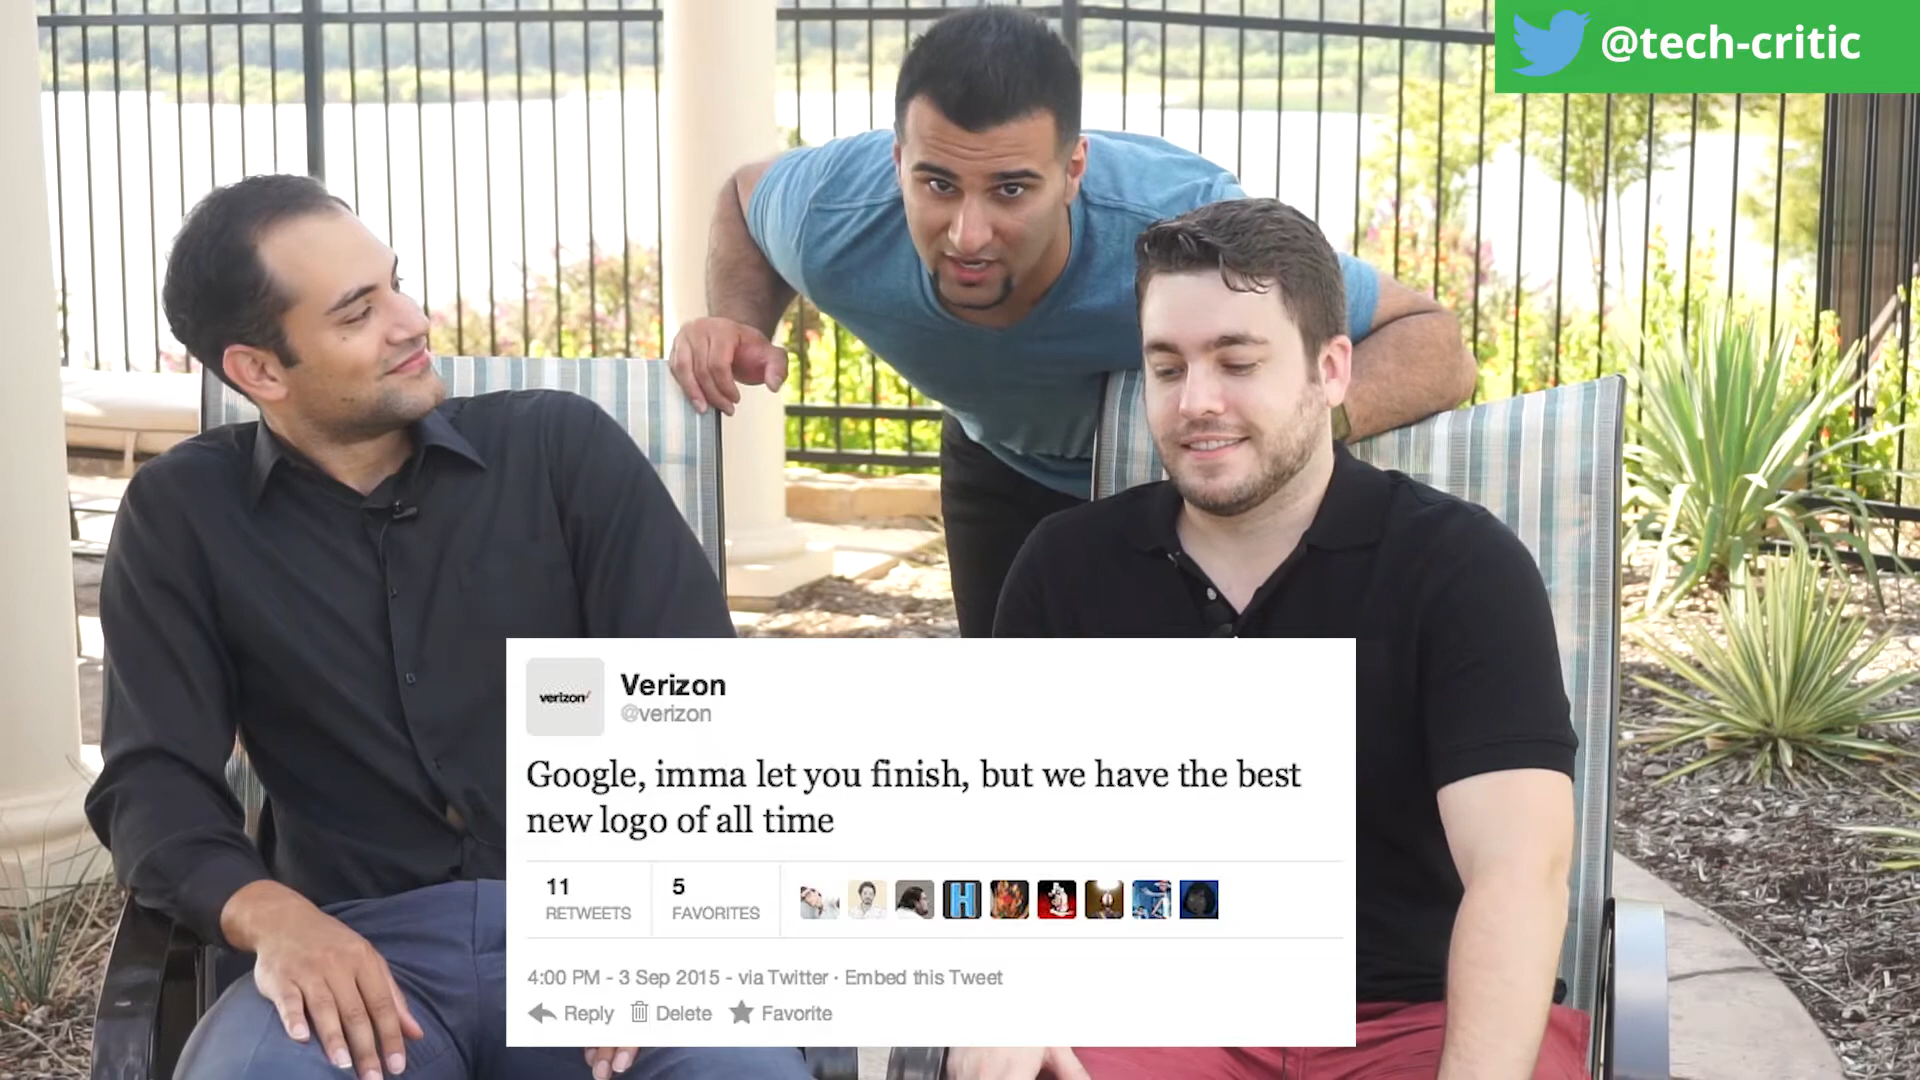 @tech-critic
verizon
Verizon
@verizon
Google, imma let you finish, but we have the best
new logo of all time
11
RETWEETS
5
FAVORITES
H
4:00 PM - 3 Sep 2015 - via Twitter · Embed this Tweet
Reply Delete Favorite